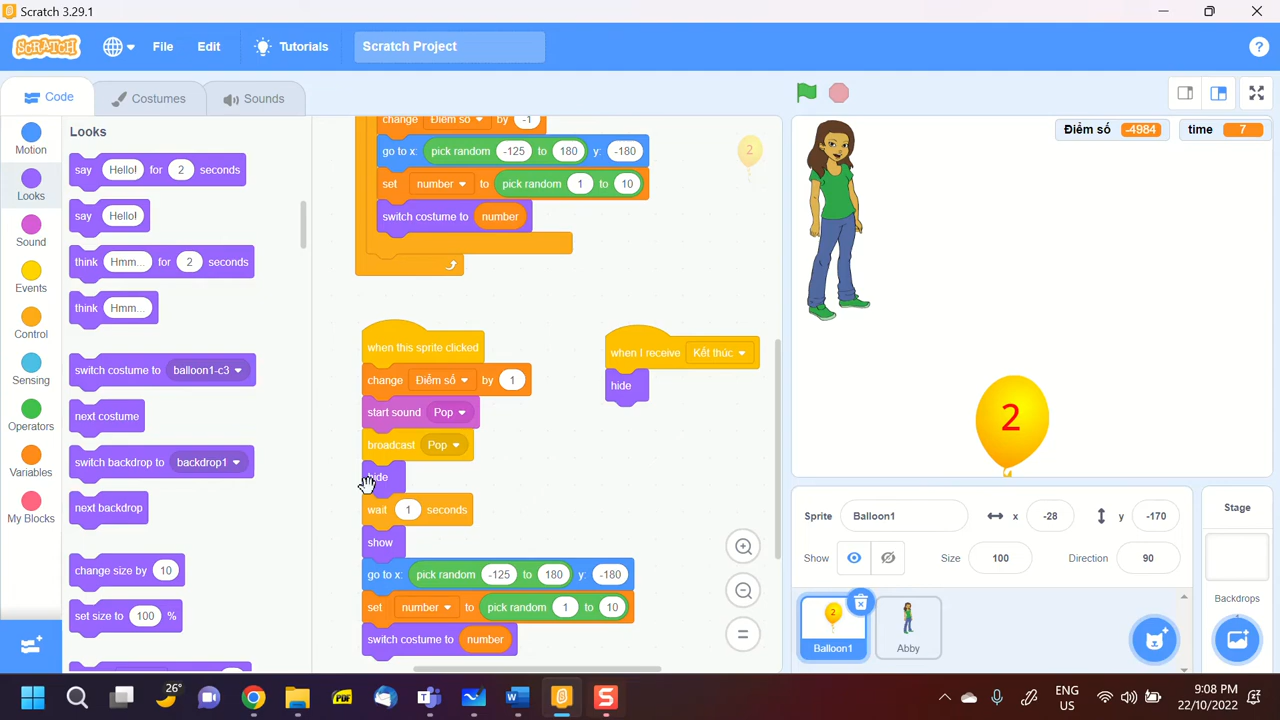 Scratch 3.29.1
SCRATCH File Edit Tutorials Scratch Project ?
Code Costumes Sounds
Motion
Looks
Sound
Events
Control
Sensing
Operators
Variables
My Blocks
Looks
say Hello! for 2 seconds
say Hello!
think Hmm... for 2 seconds
think Hmm...
switch costume to balloon1-c3
next costume
switch backdrop to backdrop1
next backdrop
change size by 10
set size to 100 %
change Điểm số by -1
go to x: pick random -125 to 180 y: -180
set number to pick random 1 to 10
switch costume to number
2
when this sprite clicked
change Điểm số by 1
start sound Pop
broadcast Pop
hide
wait 1 seconds
show
go to x: pick random -125 to 180 y: -180
set number to pick random 1 to 10
switch costume to number
when I receive Kết thúc
hide
Điểm số -4984 time 7
2
Sprite Balloon1 x -28 y -170
Show Size 100 Direction 90
2
Balloon1
Abby
Stage
Backdrops
26°
PDF
ENG
US
9:08 PM
22/10/2022